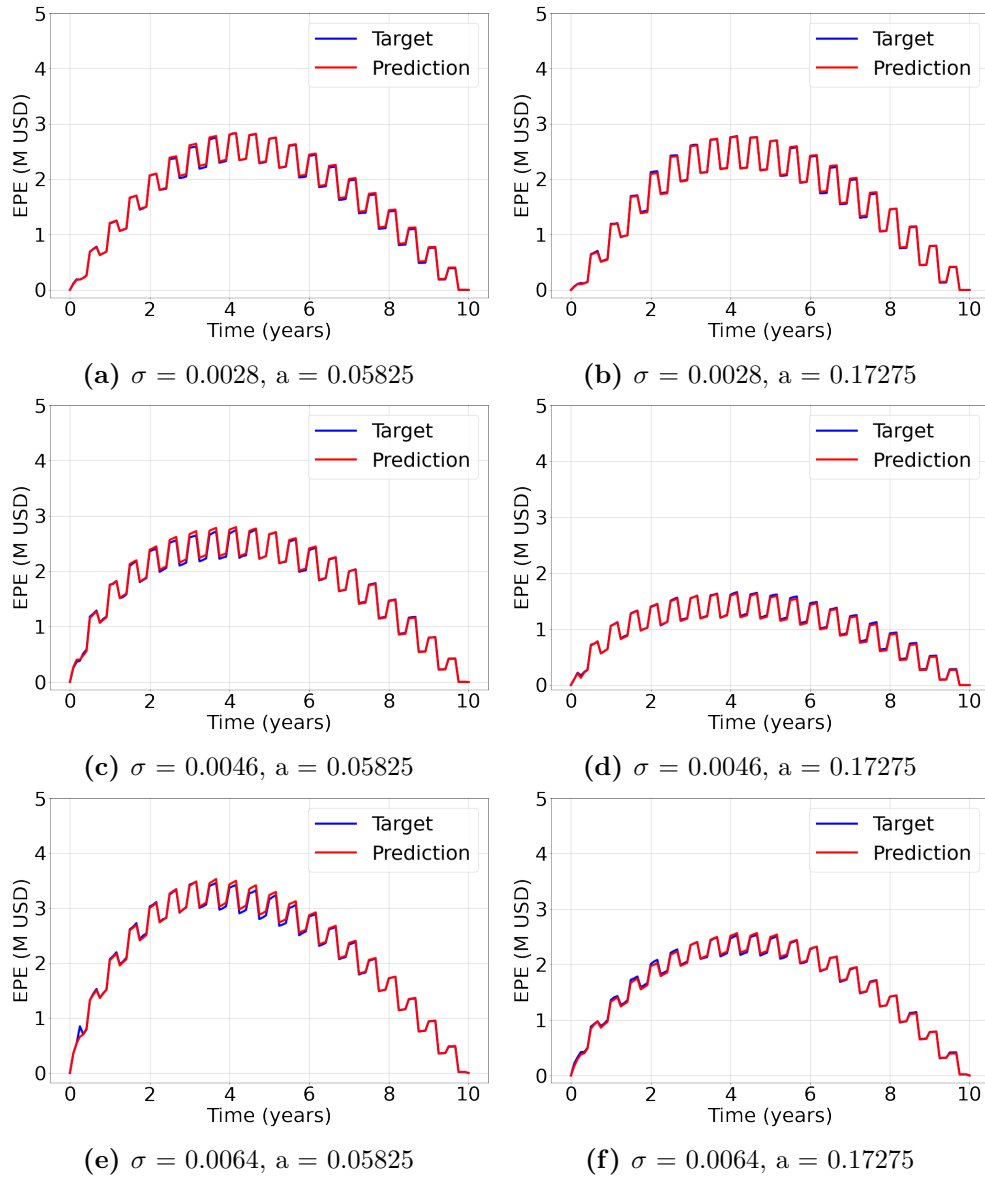 5
4
3
2
1
0
EPE (M USD)
Target
Prediction
0 2 4 6 8 10
Time (years)
(a) σ = 0.0028, a = 0.05825
5
4
3
2
1
0
EPE (M USD)
Target
Prediction
0 2 4 6 8 10
Time (years)
(b) σ = 0.0028, a = 0.17275
5
4
3
2
1
0
EPE (M USD)
Target
Prediction
0 2 4 6 8 10
Time (years)
(c) σ = 0.0046, a = 0.05825
5
4
3
2
1
0
EPE (M USD)
Target
Prediction
0 2 4 6 8 10
Time (years)
(d) σ = 0.0046, a = 0.17275
5
4
3
2
1
0
EPE (M USD)
Target
Prediction
0 2 4 6 8 10
Time (years)
(e) σ = 0.0064, a = 0.05825
5
4
3
2
1
0
EPE (M USD)
Target
Prediction
0 2 4 6 8 10
Time (years)
(f) σ = 0.0064, a = 0.17275